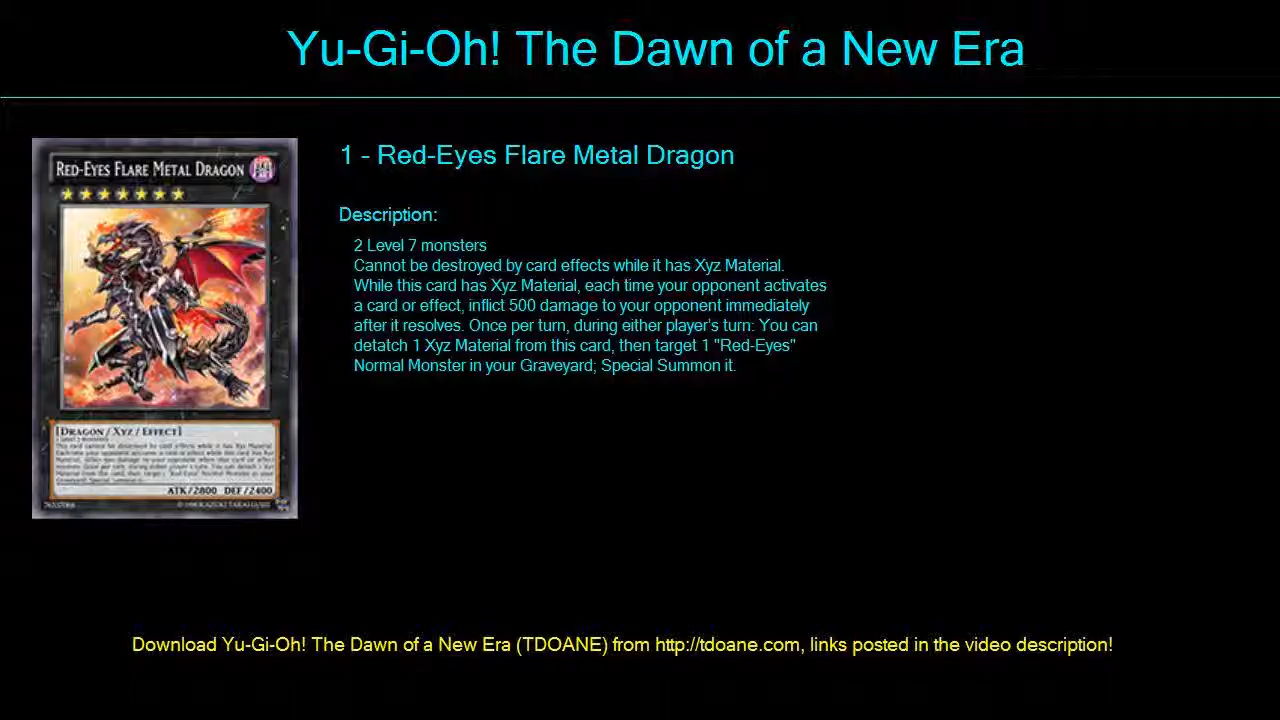 Yu-Gi-Oh! The Dawn of a New Era
1 - Red-Eyes Flare Metal Dragon
RED-EYES FLARE METAL DRAGON
Description:
2 Level 7 monsters
Cannot be destroyed by card effects while it has Xyz Material.
While this card has Xyz Material, each time your opponent activates
a card or effect, inflict 500 damage to your opponent immediately
after it resolves. Once per turn, during either player's turn: You can
detatch 1 Xyz Material from this card, then target 1 "Red-Eyes"
Normal Monster in your Graveyard; Special Summon it.
[DRAGON / XYZ / EFFECT]
ATK/2800 DEF/2400
Download Yu-Gi-Oh! The Dawn of a New Era (TDOANE) from http://tdoane.com, links posted in the video description!